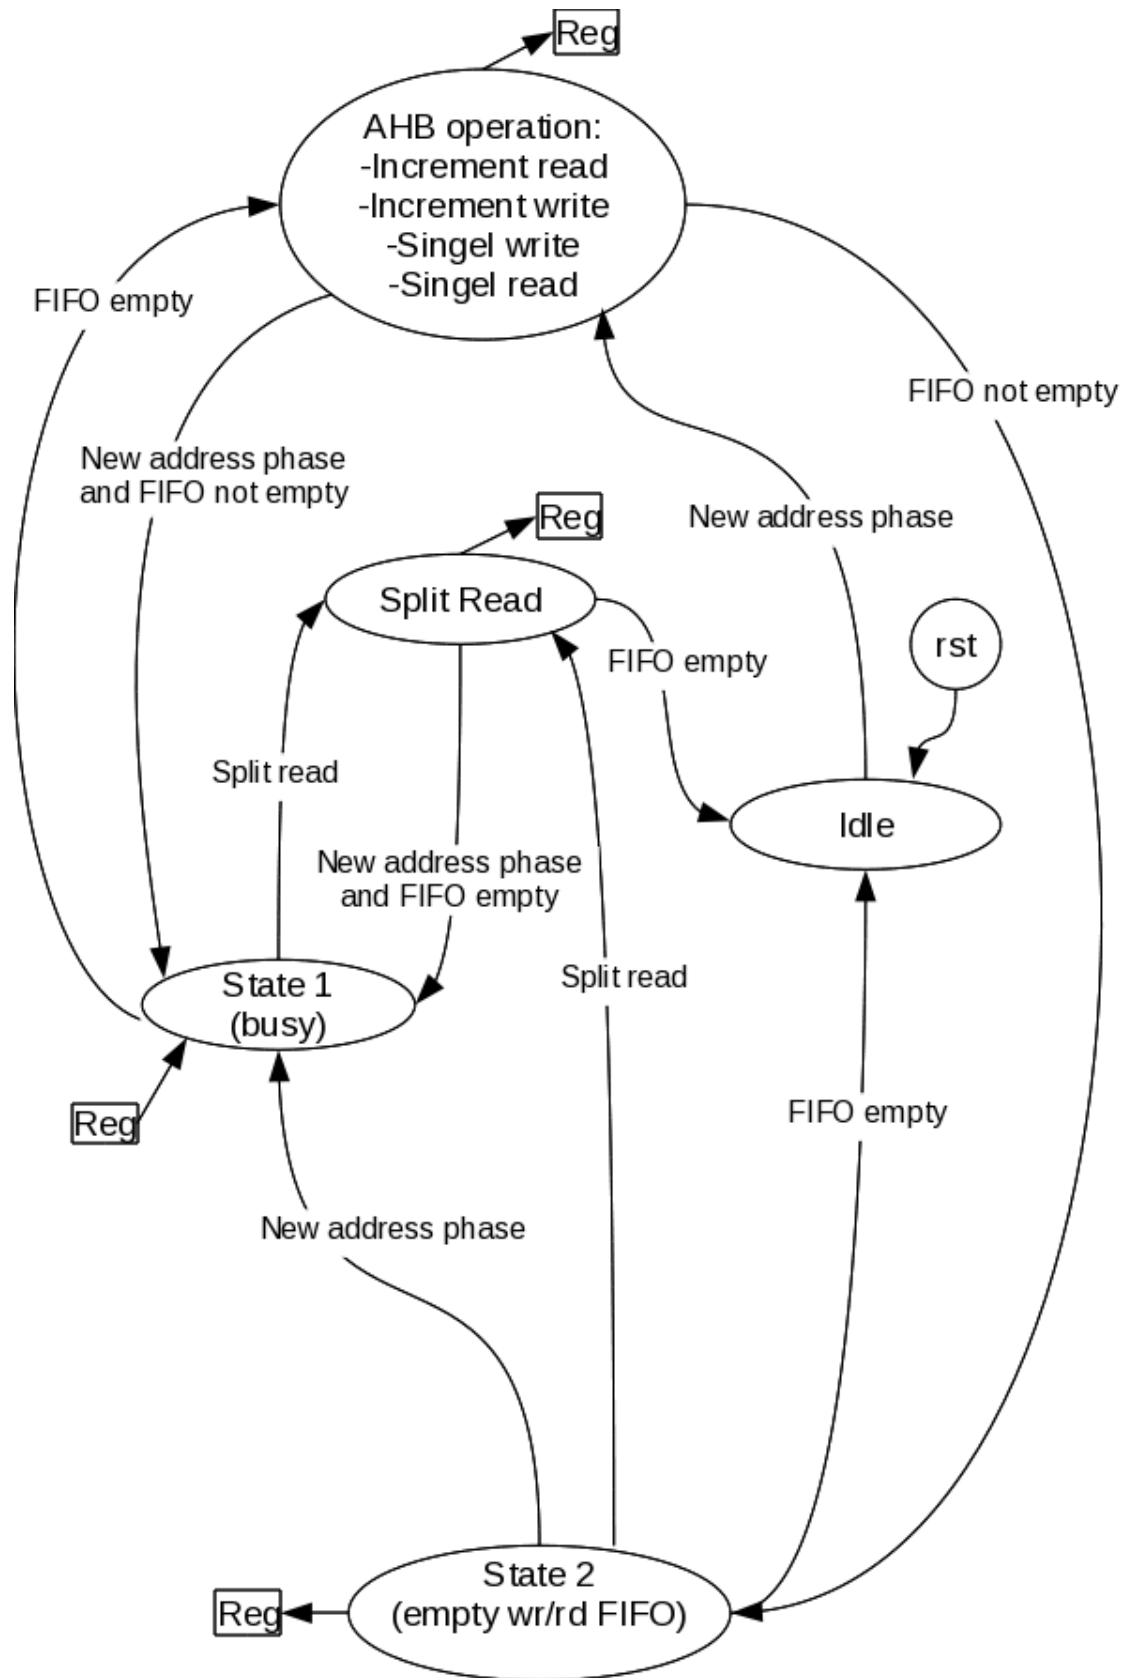 Reg
AHB operation:
-Increment read
-Increment write
-Singel write
-Singel read
FIFO empty
FIFO not empty
New address phase
and FIFO not empty
Reg
New address phase
Split Read
rst
FIFO empty
Split read
Idle
New address phase
and FIFO empty
Split read
State 1
(busy)
Reg
FIFO empty
New address phase
State 2
(empty wr/rd FIFO)
Reg